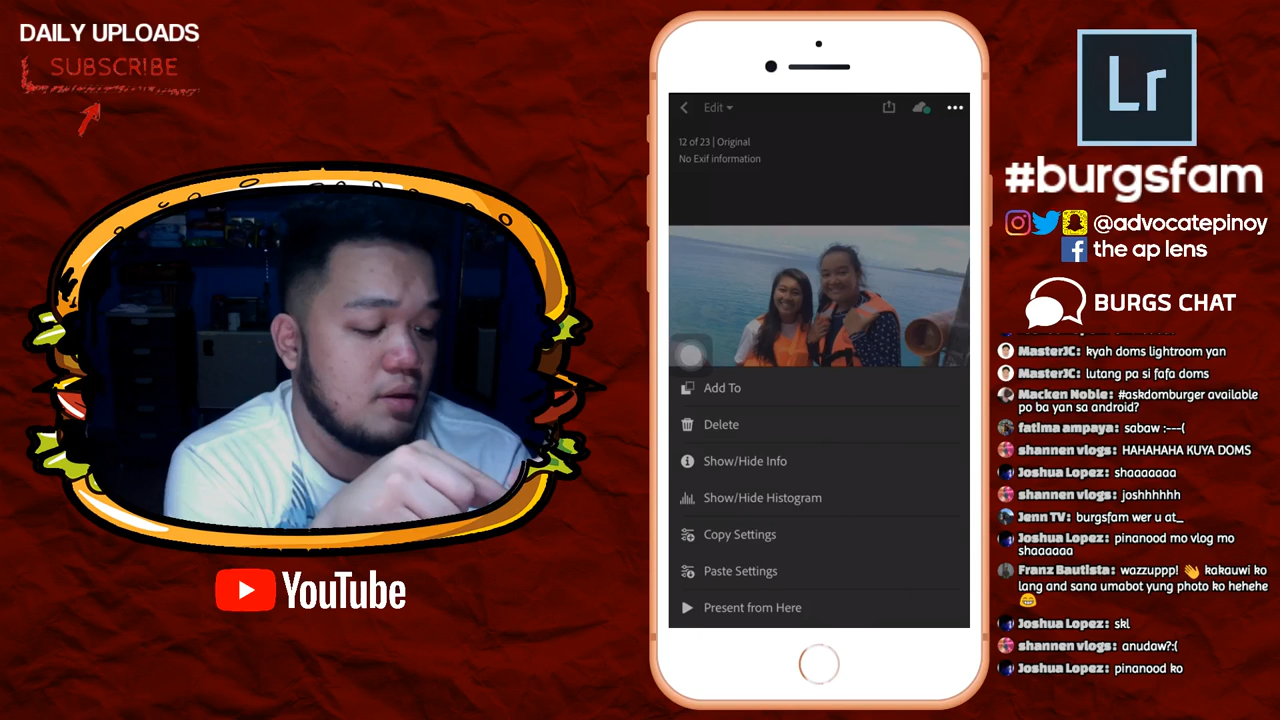 DAILY UPLOADS
SUBSCRIBE
YouTube
Edit
12 of 23 | Original
No Exif information
Add To
Delete
Show/Hide Info
Show/Hide Histogram
Copy Settings
Paste Settings
Present from Here
Lr
#burgsfam
@advocatepinoy
the ap lens
BURGS CHAT
MasterJC: kyah doms lightroom yan
MasterJC: lutang pa si fafa doms
Macken Noble: #askdomburger available
po ba yan sa android?
fatima ampaya: sabaw :---(
shannen vlogs: HAHAHAHA KUYA DOMS
Joshua Lopez: shaaaaaaa
shannen vlogs: joshhhhhh
Jenn TV: burgsfam wer u at_
Joshua Lopez: pinanood mo vlog mo
shaaaaaa
Franz Bautista: wazzuppp! 👋 kakauwi ko
lang and sana umabot yung photo ko hehehe
😁
Joshua Lopez: skl
shannen vlogs: anudaw?:(
Joshua Lopez: pinanood ko